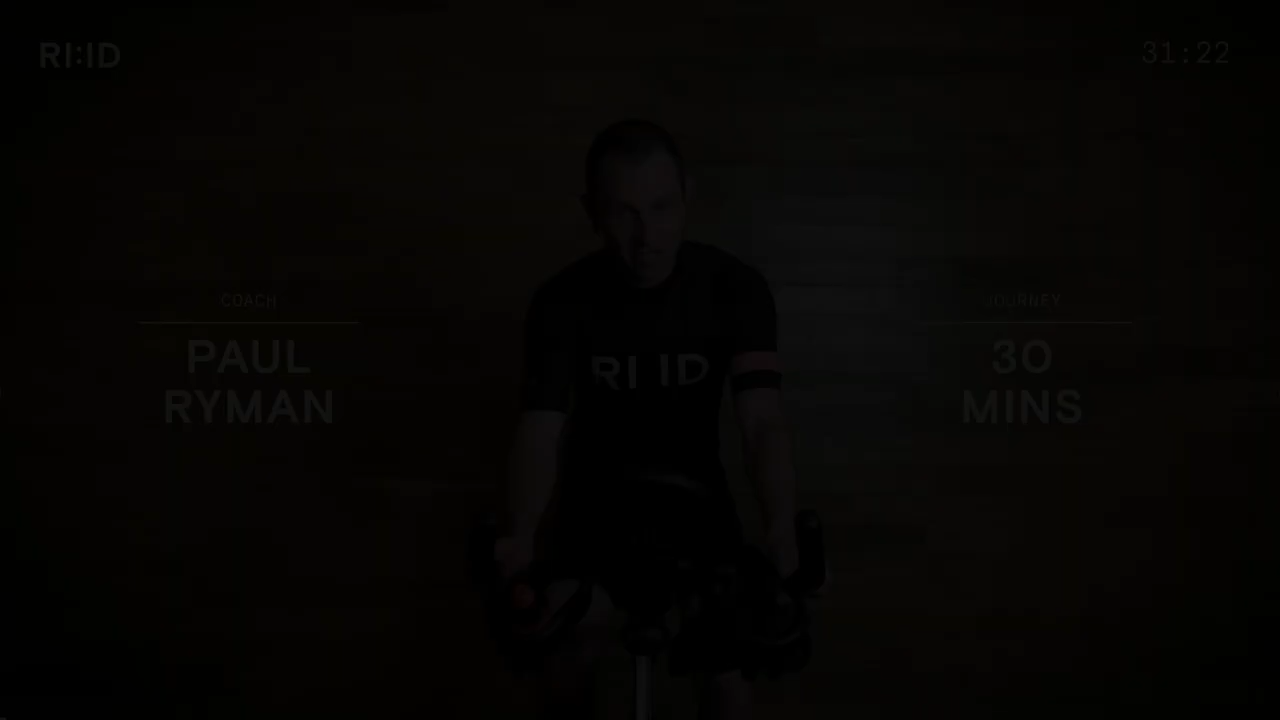 RI:ID
31:22
COACH
PAUL
RYMAN
JOURNEY
30
MINS
RI ID